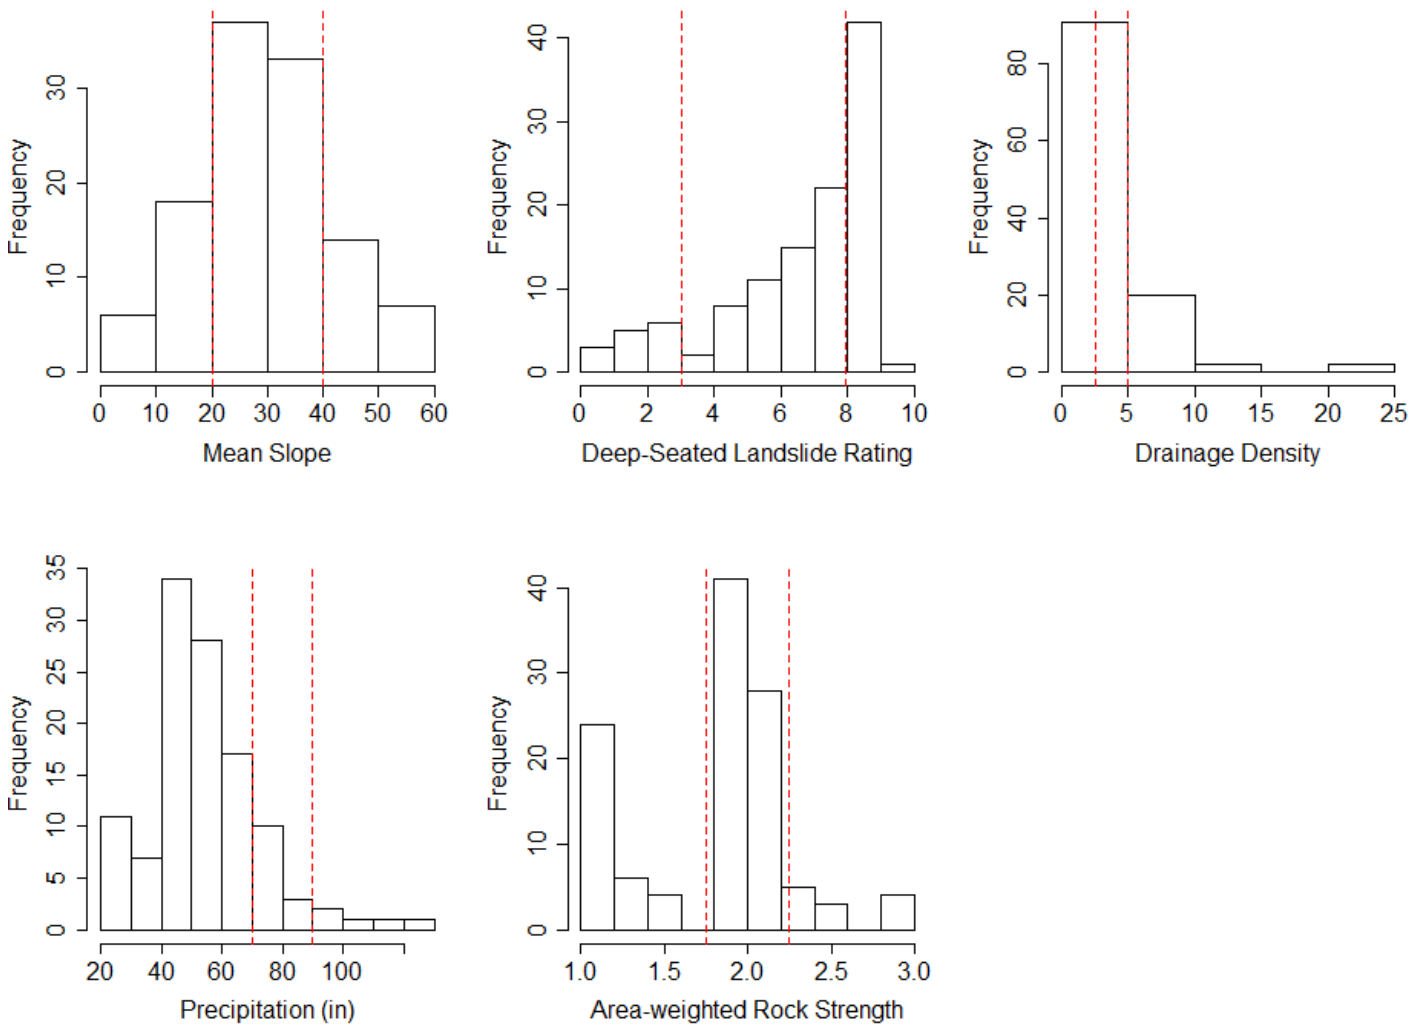 Frequency
0 10 20 30
0 10 20 30 40 50 60
Mean Slope
Frequency
0 10 20 30 40
0 2 4 6 8 10
Deep-Seated Landslide Rating
Frequency
0 20 40 60 80
0 5 10 15 20 25
Drainage Density
Frequency
0 5 10 15 20 25 30 35
20 40 60 80 100
Precipitation (in)
Frequency
0 10 20 30 40
1.0 1.5 2.0 2.5 3.0
Area-weighted Rock Strength